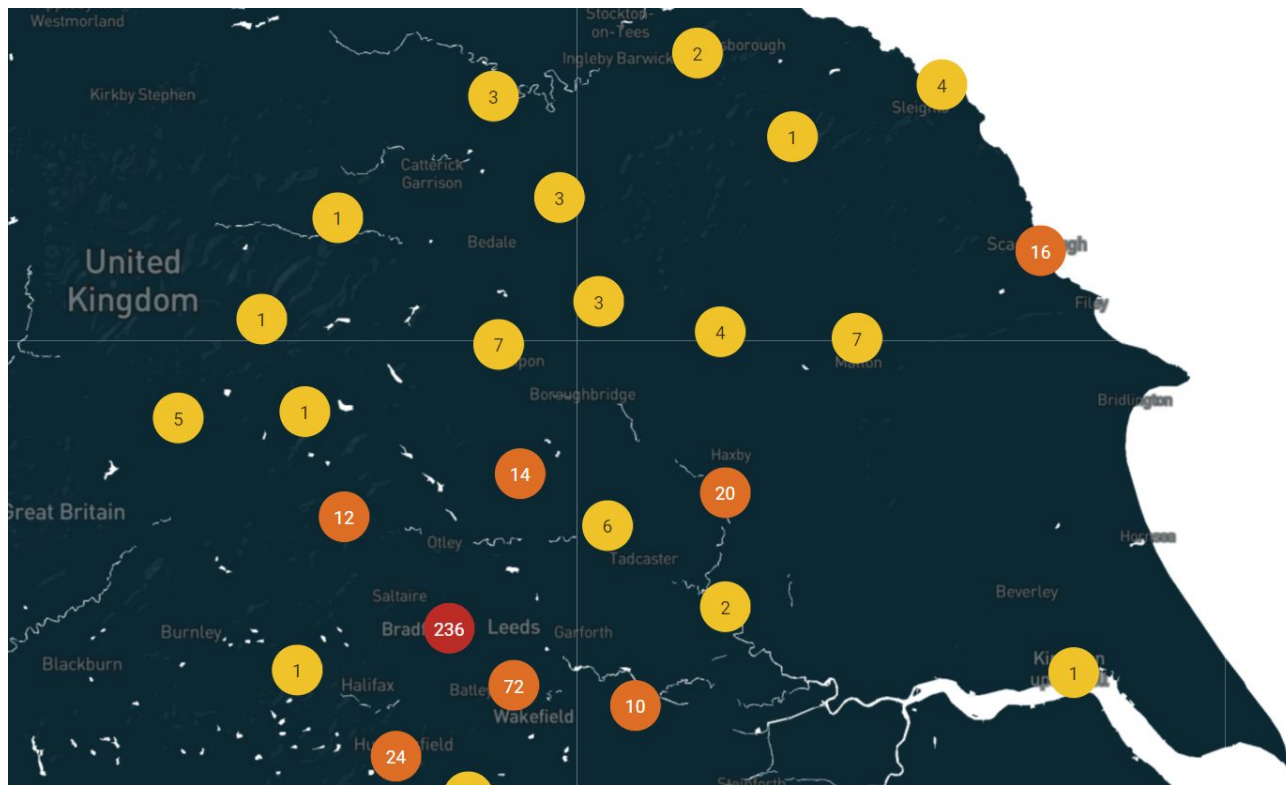 Westmorland
Stockton-
on-Tees
2
sborough
Ingleby Barwick
Kirkby Stephen
3
4
Sleights
1
Catterick
Garrison
3
1
Bedale
16
United
Kingdom
Filey
3
1
4
7
7
Malton
Boroughbridge
Bridlington
1
5
Haxby
14
20
Great Britain
12
6
Otley
Tadcaster
Hornsea
Saltaire
Beverley
2
Burnley
Bradf
236
Leeds
Garforth
Blackburn
1
1
Halifax
Batley
72
Wakefield
10
24